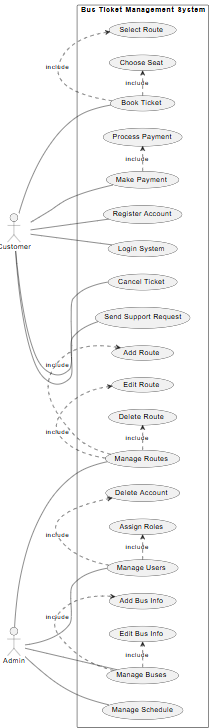 Bus Ticket Management System
Select Route
include
Choose Seat
include
Book Ticket
Process Payment
include
Make Payment
Register Account
Customer
Login System
Cancel Ticket
Send Support Request
Add Route
include
Edit Route
Delete Route
include
include
Manage Routes
Delete Account
Assign Roles
include
include
Manage Users
Add Bus Info
include
Edit Bus Info
Admin
include
Manage Buses
Manage Schedule